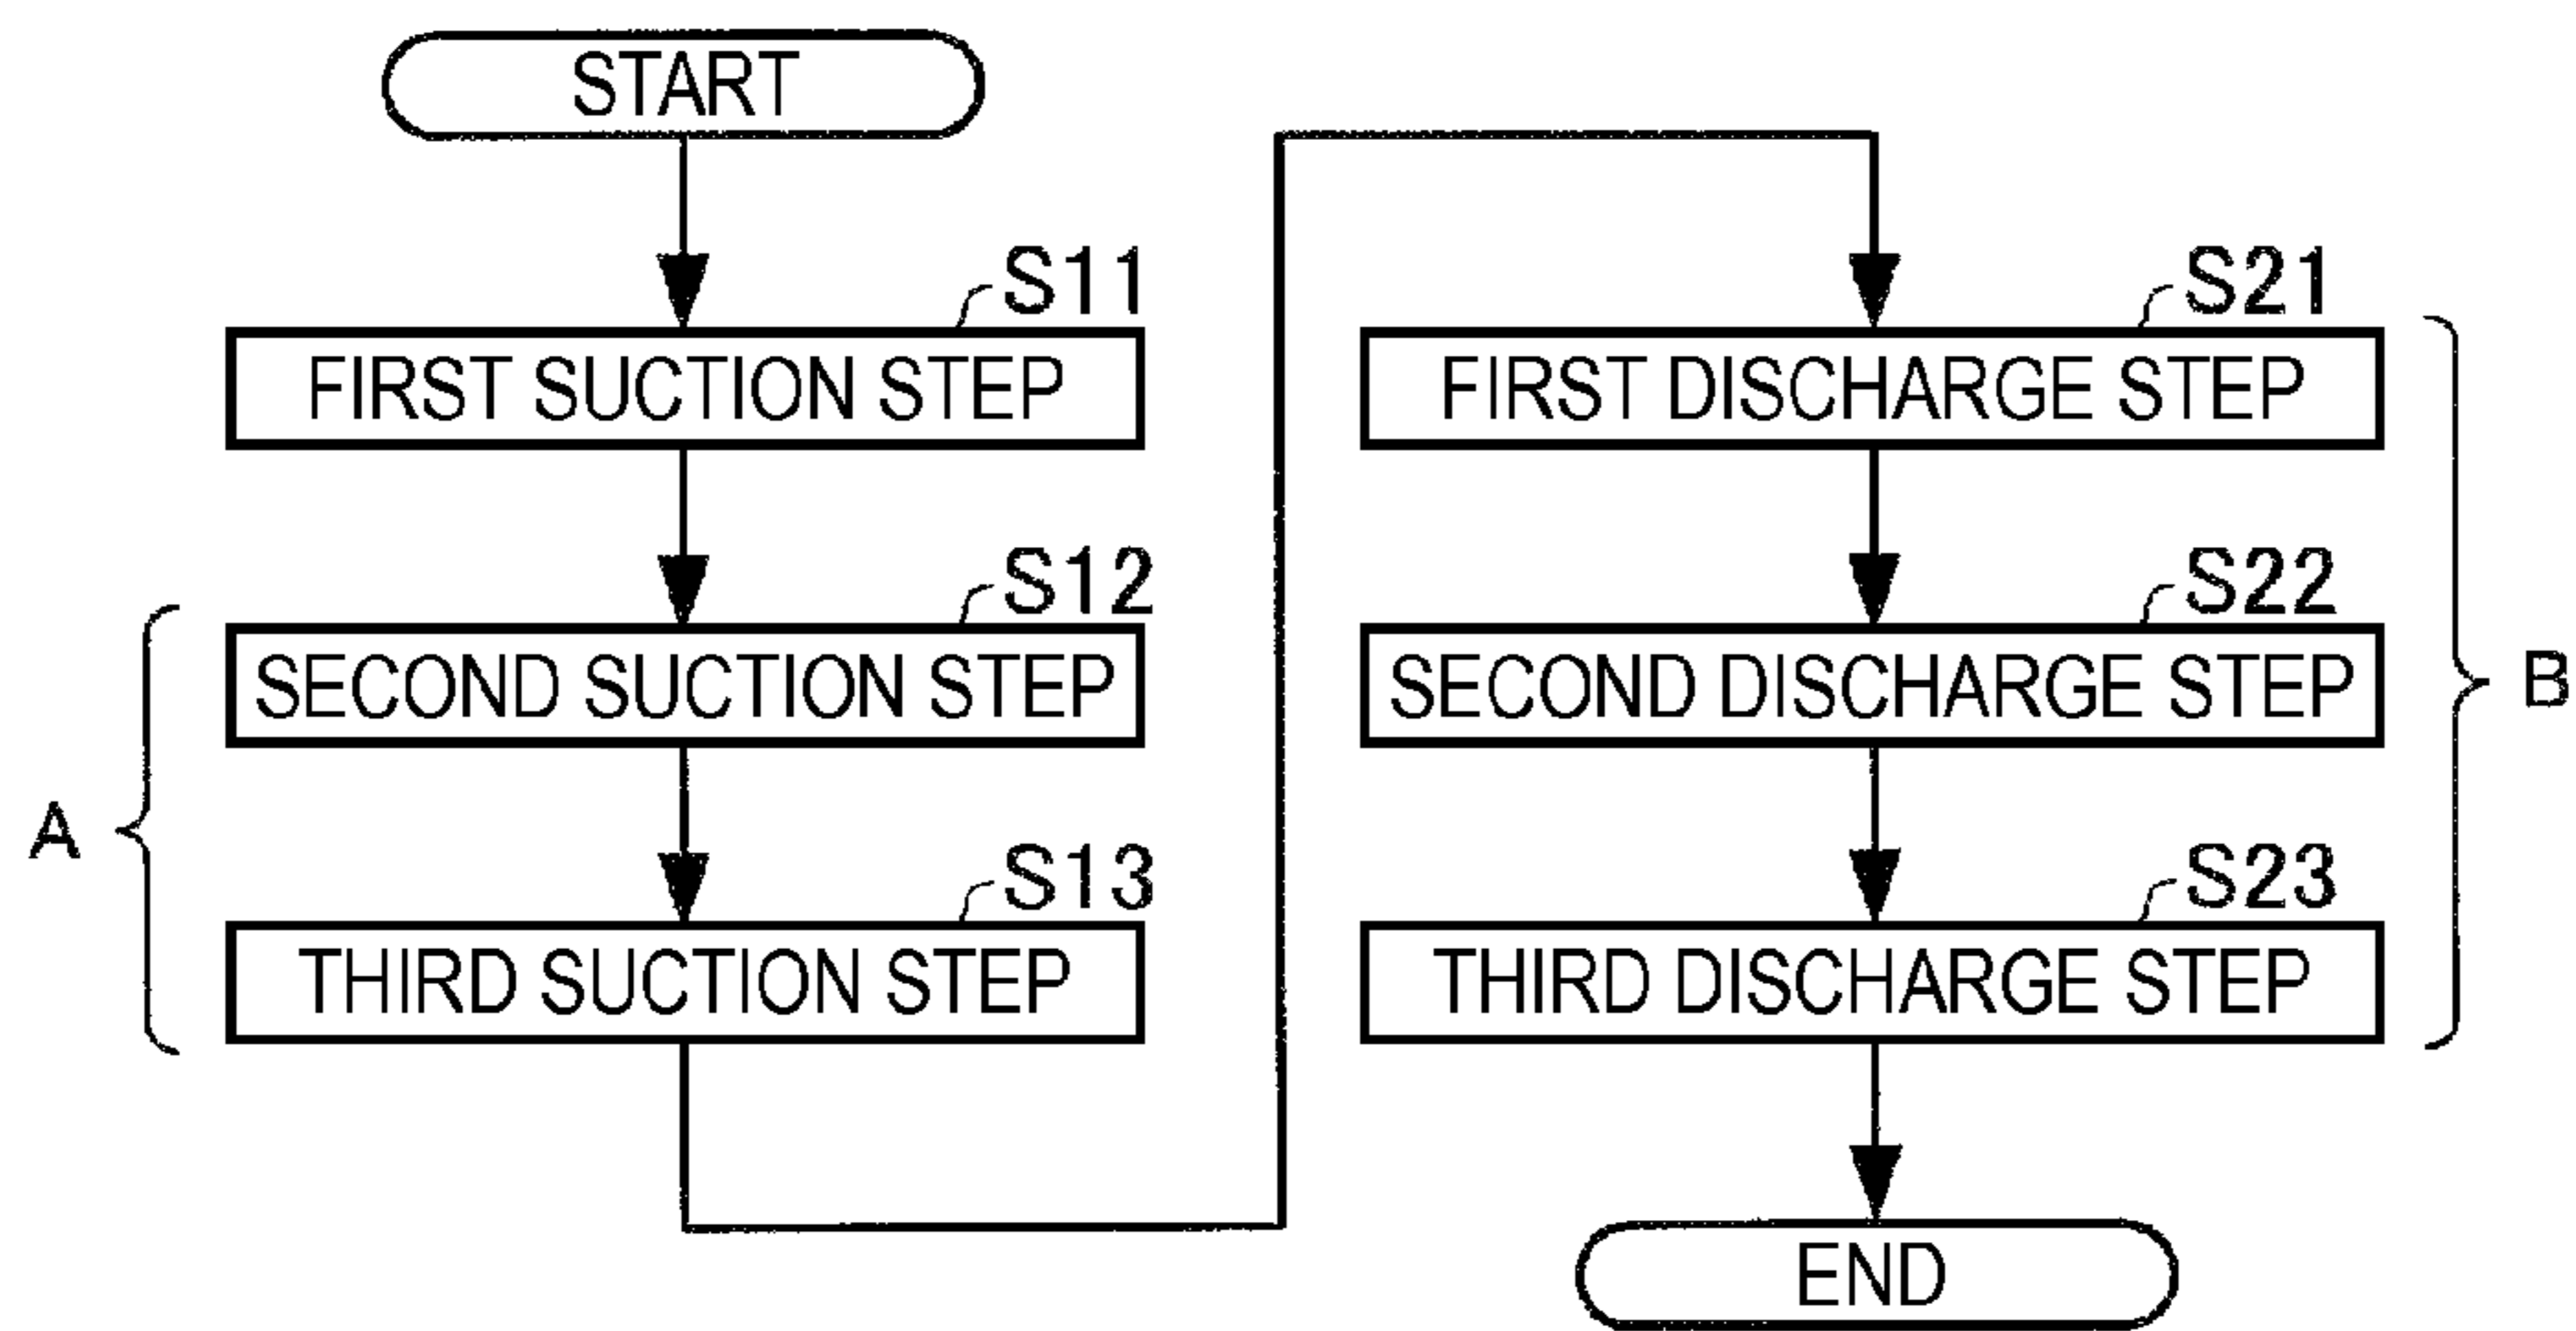 START
S11
FIRST SUCTION STEP
S12
SECOND SUCTION STEP
A
S13
THIRD SUCTION STEP
S21
FIRST DISCHARGE STEP
S22
SECOND DISCHARGE STEP
B
S23
THIRD DISCHARGE STEP
END